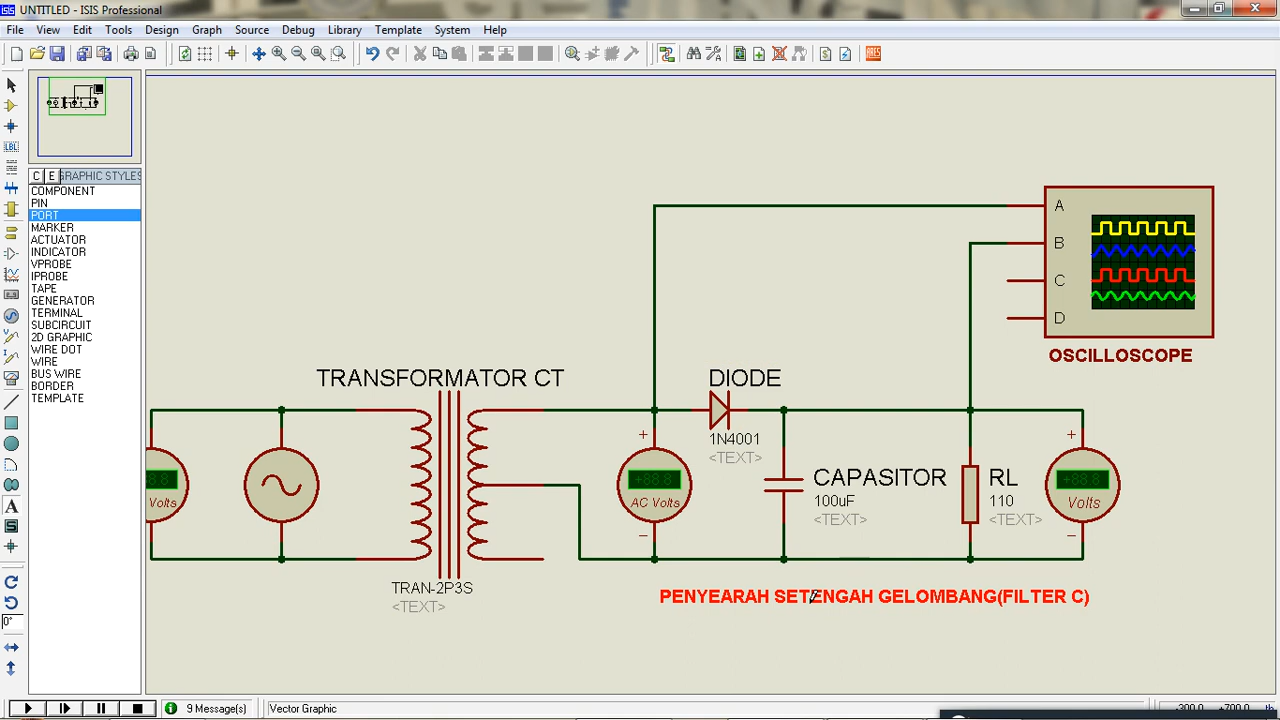 UNTITLED - ISIS Professional
File View Edit Tools Design Graph Source Debug Library Template System Help
LBL
ARES
C E GRAPHIC STYLES
COMPONENT
PIN
PORT
MARKER
ACTUATOR
INDICATOR
VPROBE
IPROBE
TAPE
GENERATOR
TERMINAL
SUBCIRCUIT
2D GRAPHIC
WIRE DOT
WIRE
BUS WIRE
BORDER
TEMPLATE
A
B
C
D
OSCILLOSCOPE
TRANSFORMATOR CT
DIODE
1N4001
<TEXT>
Volts
AC Volts
CAPASITOR
100uF
<TEXT>
RL
110
<TEXT>
Volts
TRAN-2P3S
<TEXT>
PENYEARAH SETENGAH GELOMBANG(FILTER C)
0°
9 Message(s)
Vector Graphic